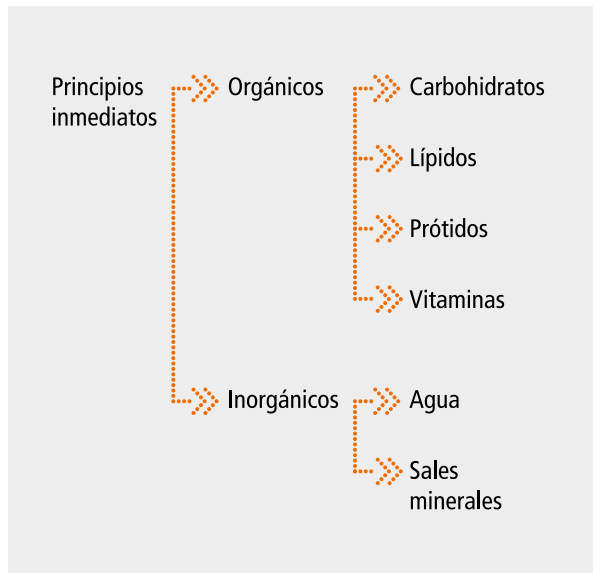 Principios
inmediatos
Orgánicos
Carbohidratos
Lípidos
Prótidos
Vitaminas
Inorgánicos
Agua
Sales
minerales